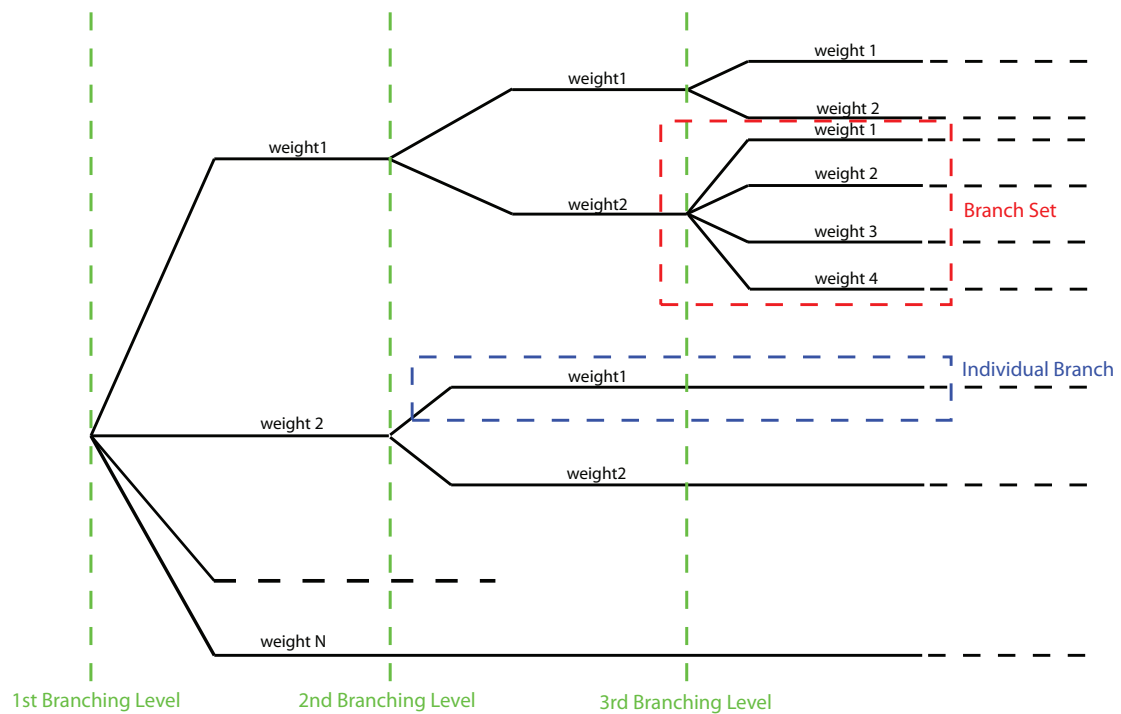 weight 1
weight1
weight 2
weight 1
weight1
weight 2
weight2
Branch Set
weight 3
weight 4
Individual Branch
weight1
weight 2
weight2
weight N
1st Branching Level
2nd Branching Level
3rd Branching Level